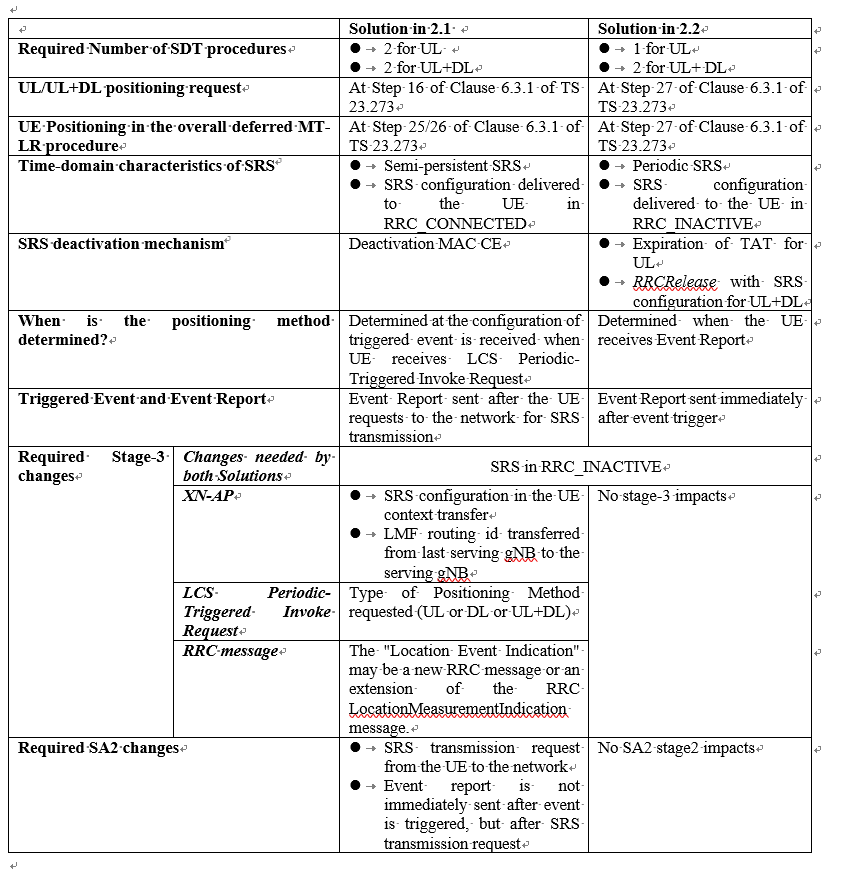 Solution in 2.1
Solution in 2.2
Required Number of SDT procedures
● → 2 for UL
● → 2 for UL+DL
● → 1 for UL
● → 2 for UL+ DL
UL/UL+DL positioning request
At Step 16 of Clause 6.3.1 of TS
23.273
At Step 27 of Clause 6.3.1 of
TS 23.273
UE Positioning in the overall deferred MT-
LR procedure
At Step 25/26 of Clause 6.3.1 of
TS 23.273
At Step 27 of Clause 6.3.1 of
TS 23.273
Time-domain characteristics of SRS
● → Semi-persistent SRS
● → SRS configuration delivered
to the UE in
RRC_CONNECTED
● → Periodic SRS
● → SRS configuration
delivered to the UE in
RRC_INACTIVE
SRS deactivation mechanism
Deactivation MAC CE
● → Expiration of TAT for
UL
● → RRCRelease with SRS
configuration for UL+DL
When is the positioning method
determined?
Determined at the configuration of
triggered event is received when
UE receives LCS Periodic-
Triggered Invoke Request
Determined when the UE
receives Event Report
Triggered Event and Event Report
Event Report sent after the UE
requests to the network for SRS
transmission
Event Report sent immediately
after event trigger
Required Stage-3
changes
Changes needed by
both Solutions
SRS in RRC_INACTIVE
XN-AP
● → SRS configuration in the UE
context transfer
● → LMF routing id transferred
from last serving gNB to the
serving gNB
No stage-3 impacts
LCS Periodic-
Triggered Invoke
Request
Type of Positioning Method
requested (UL or DL or UL+DL)
RRC message
The "Location Event Indication"
may be a new RRC message or an
extension of the RRC
LocationMeasurementIndication
message.
Required SA2 changes
● → SRS transmission request
from the UE to the network
● → Event report is not
immediately sent after event
is triggered, but after SRS
transmission request
No SA2 stage2 impacts